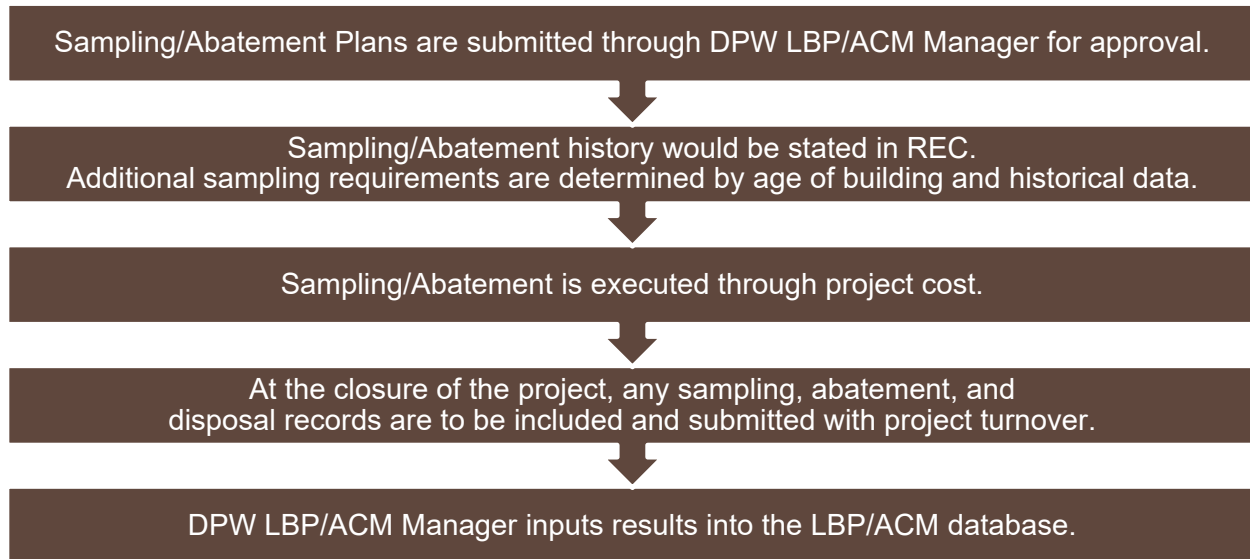 Sampling/Abatement Plans are submitted through DPW LBP/ACM Manager for approval.
Sampling/Abatement history would be stated in REC.
Additional sampling requirements are determined by age of building and historical data.
Sampling/Abatement is executed through project cost.
At the closure of the project, any sampling, abatement, and
disposal records are to be included and submitted with project turnover.
DPW LBP/ACM Manager inputs results into the LBP/ACM database.